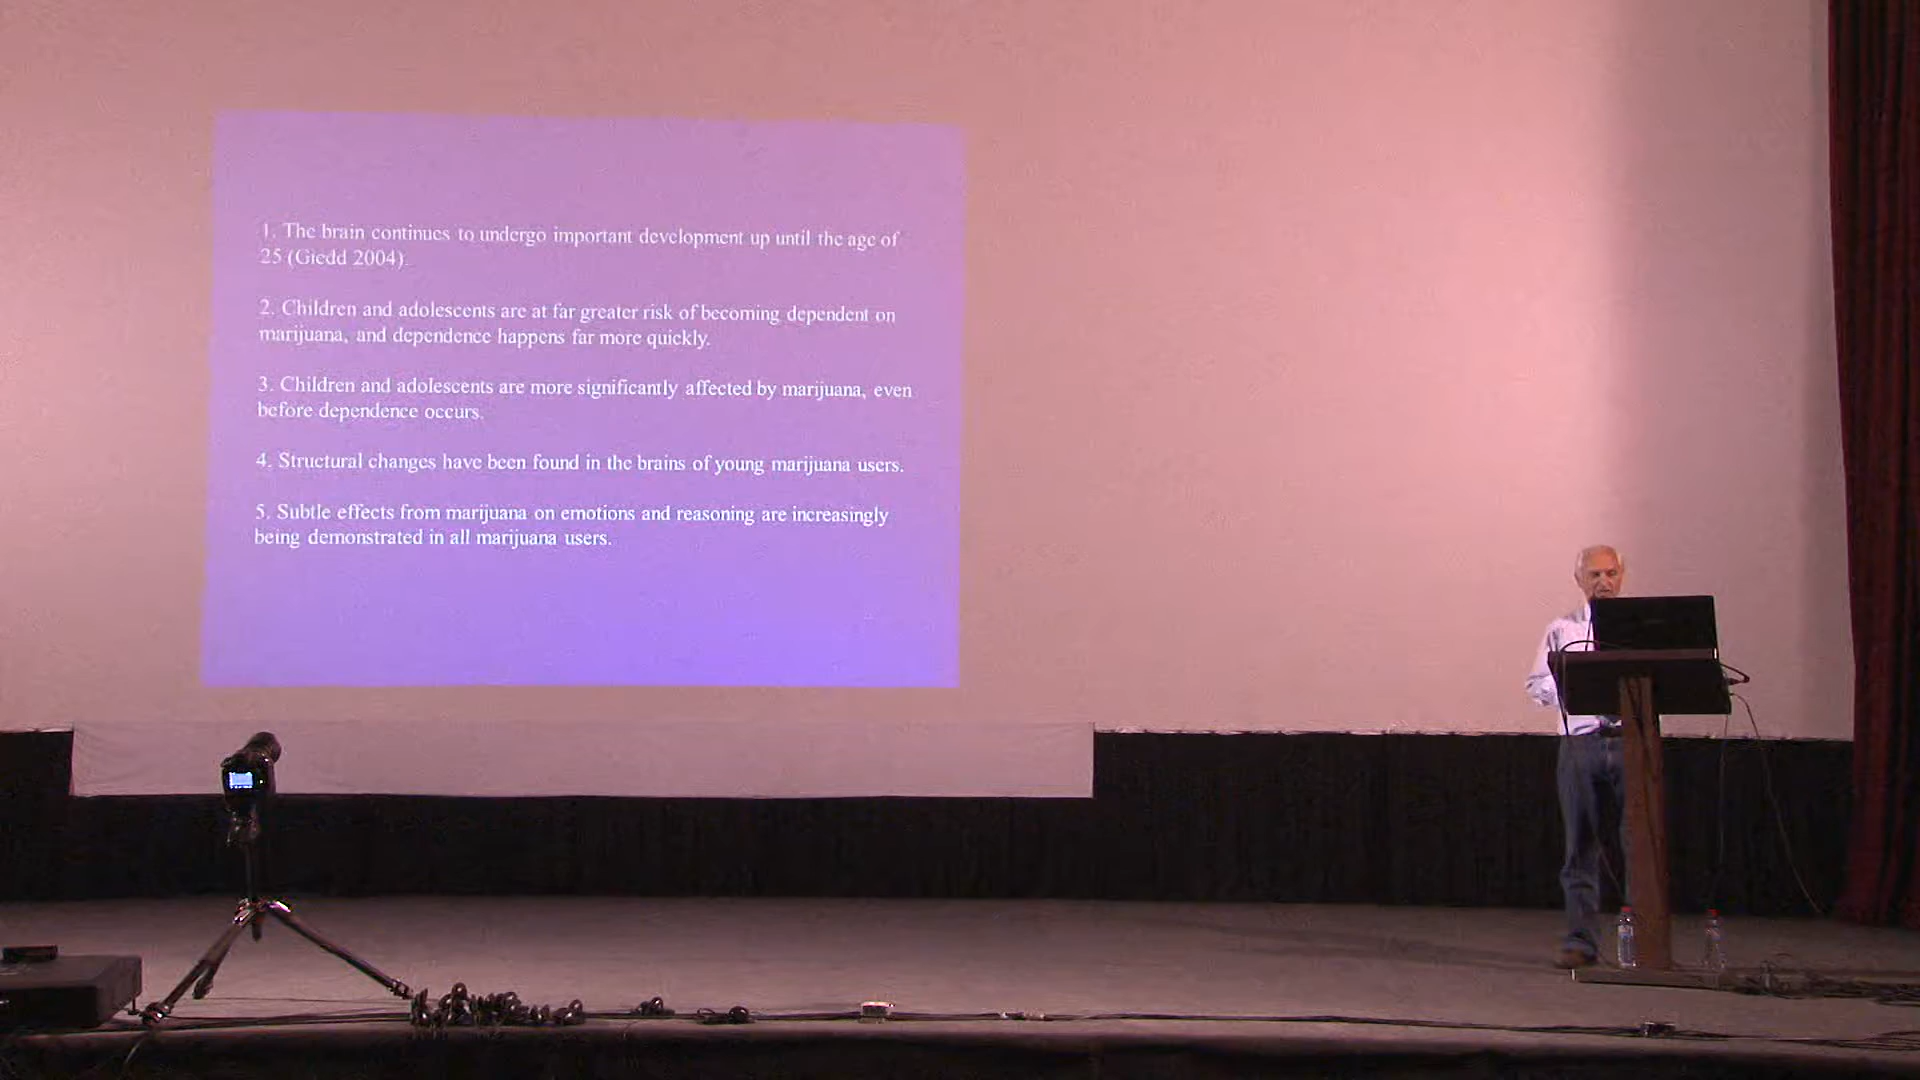 1. The brain continues to undergo important development up until the age of
25 (Giedd 2004).
2. Children and adolescents are at far greater risk of becoming dependent on
marijuana, and dependence happens far more quickly.
3. Children and adolescents are more significantly affected by marijuana, even
before dependence occurs.
4. Structural changes have been found in the brains of young marijuana users.
5. Subtle effects from marijuana on emotions and reasoning are increasingly
being demonstrated in all marijuana users.